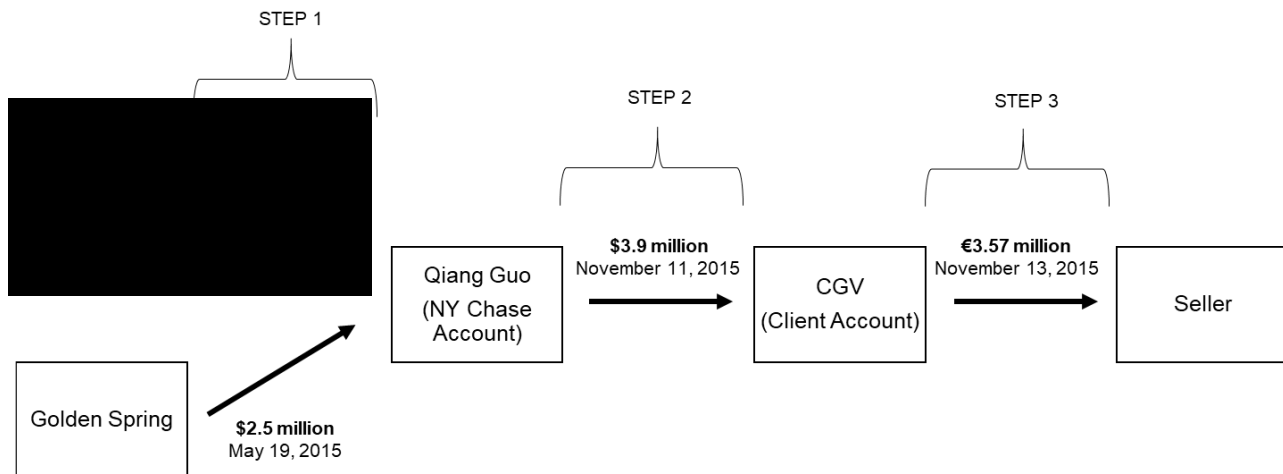 STEP 1
STEP 2
STEP 3
Qiang Guo
(NY Chase
Account)
$3.9 million
November 11, 2015
CGV
(Client Account)
€3.57 million
November 13, 2015
Seller
Golden Spring
$2.5 million
May 19, 2015